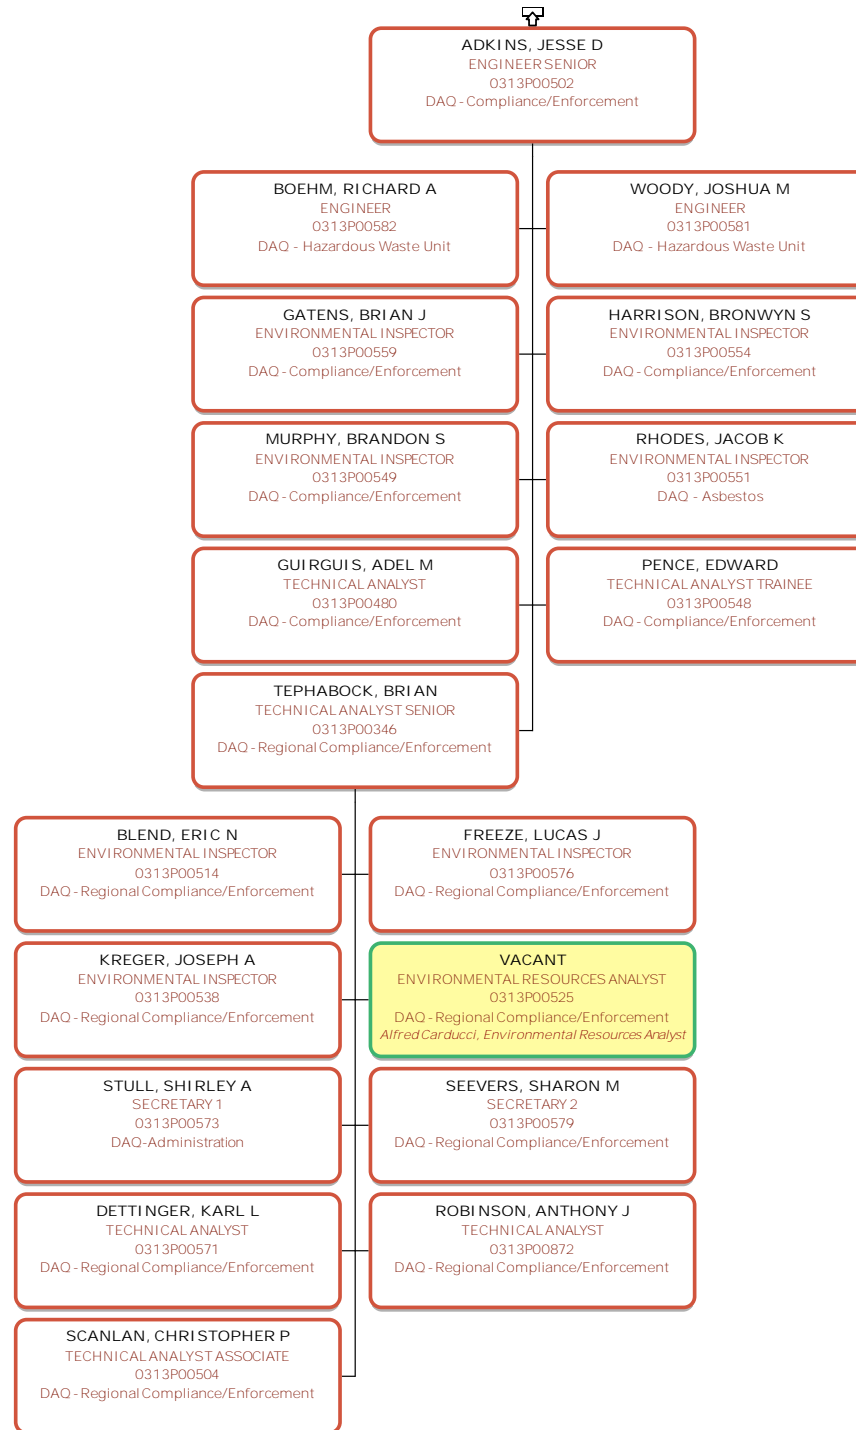 ADKINS, JESSE D
ENGINEER SENIOR
0313P00502
DAQ - Compliance/Enforcement
BOEHM, RICHARD A
ENGINEER
0313P00582
DAQ - Hazardous Waste Unit
WOODY, JOSHUA M
ENGINEER
0313P00581
DAQ - Hazardous Waste Unit
GATENS, BRIAN J
ENVIRONMENTAL INSPECTOR
0313P00559
DAQ - Compliance/Enforcement
HARRISON, BRONWYN S
ENVIRONMENTAL INSPECTOR
0313P00554
DAQ - Compliance/Enforcement
MURPHY, BRANDON S
ENVIRONMENTAL INSPECTOR
0313P00549
DAQ - Compliance/Enforcement
RHODES, JACOB K
ENVIRONMENTAL INSPECTOR
0313P00551
DAQ - Asbestos
GUIRGUIS, ADEL M
TECHNICAL ANALYST
0313P00480
DAQ - Compliance/Enforcement
PENCE, EDWARD
TECHNICAL ANALYST TRAINEE
0313P00548
DAQ - Compliance/Enforcement
TEPHABOCK, BRIAN
TECHNICAL ANALYST SENIOR
0313P00346
DAQ - Regional Compliance/Enforcement
BLEND, ERIC N
ENVIRONMENTAL INSPECTOR
0313P00514
DAQ - Regional Compliance/Enforcement
FREEZE, LUCAS J
ENVIRONMENTAL INSPECTOR
0313P00576
DAQ - Regional Compliance/Enforcement
KREGER, JOSEPH A
ENVIRONMENTAL INSPECTOR
0313P00538
DAQ - Regional Compliance/Enforcement
VACANT
ENVIRONMENTAL RESOURCES ANALYST
0313P00525
DAQ - Regional Compliance/Enforcement
Alfred Carducci, Environmental Resources Analyst
STULL, SHIRLEY A
SECRETARY 1
0313P00573
DAQ-Administration
SEEVERS, SHARON M
SECRETARY 2
0313P00579
DAQ - Regional Compliance/Enforcement
DETTINGER, KARL L
TECHNICAL ANALYST
0313P00571
DAQ - Regional Compliance/Enforcement
ROBINSON, ANTHONY J
TECHNICAL ANALYST
0313P00872
DAQ - Regional Compliance/Enforcement
SCANLAN, CHRISTOPHER P
TECHNICAL ANALYST ASSOCIATE
0313P00504
DAQ - Regional Compliance/Enforcement